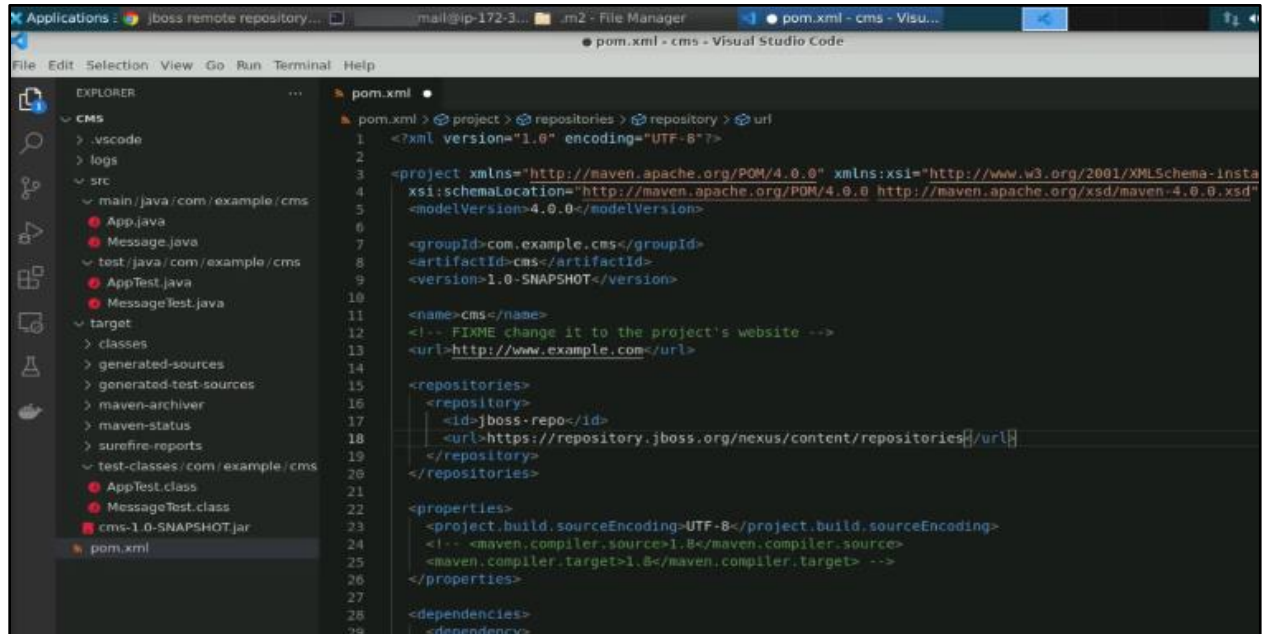 Applications : jboss remote repository... mail@ip-172-3... .m2 - File Manager ● pom.xml - cms - Visu...
● pom.xml - cms - Visual Studio Code
File Edit Selection View Go Run Terminal Help
EXPLORER ...
CMS
> .vscode
> logs
src
main/java/com/example/cms
App.java
Message.java
test/java/com/example/cms
AppTest.java
MessageTest.java
target
> classes
> generated-sources
> generated-test-sources
> maven-archiver
> maven-status
> surefire-reports
test-classes/com/example/cms
AppTest.class
MessageTest.class
cms-1.0-SNAPSHOT.jar
pom.xml
pom.xml ●
pom.xml > project > repositories > repository > url
1 <?xml version="1.0" encoding="UTF-8"?>
2
3 <project xmlns="http://maven.apache.org/POM/4.0.0" xmlns:xsi="http://www.w3.org/2001/XMLSchema-insta
4 xsi:schemaLocation="http://maven.apache.org/POM/4.0.0 http://maven.apache.org/xsd/maven-4.0.0.xsd"
5 <modelVersion>4.0.0</modelVersion>
6
7 <groupId>com.example.cms</groupId>
8 <artifactId>cms</artifactId>
9 <version>1.0-SNAPSHOT</version>
10
11 <name>cms</name>
12 <!-- FIXME change it to the project's website -->
13 <url>http://www.example.com</url>
14
15 <repositories>
16 <repository>
17 <id>jboss-repo</id>
18 <url>https://repository.jboss.org/nexus/content/repositories</url>
19 </repository>
20 </repositories>
21
22 <properties>
23 <project.build.sourceEncoding>UTF-8</project.build.sourceEncoding>
24 <!-- <maven.compiler.source>1.8</maven.compiler.source>
25 <maven.compiler.target>1.8</maven.compiler.target> -->
26 </properties>
27
28 <dependencies>
29 <dependency>